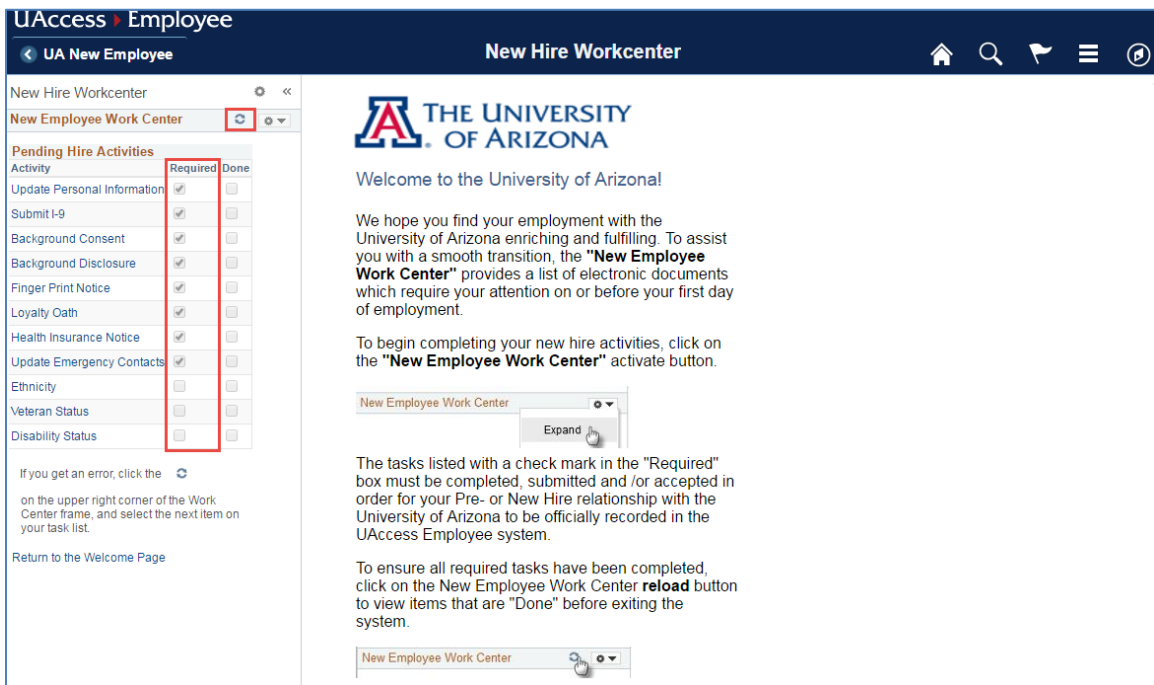 UAccess Employee
UA New Employee
New Hire Workcenter
New Hire Workcenter
New Employee Work Center
Pending Hire Activities
Activity Required Done
Update Personal Information
Submit I-9
Background Consent
Background Disclosure
Finger Print Notice
Loyalty Oath
Health Insurance Notice
Update Emergency Contacts
Ethnicity
Veteran Status
Disability Status
If you get an error, click the
on the upper right corner of the Work
Center frame, and select the next item on
your task list.
Return to the Welcome Page
A
THE UNIVERSITY
OF ARIZONA
Welcome to the University of Arizona!
We hope you find your employment with the
University of Arizona enriching and fulfilling. To assist
you with a smooth transition, the "New Employee
Work Center" provides a list of electronic documents
which require your attention on or before your first day
of employment.
To begin completing your new hire activities, click on
the "New Employee Work Center" activate button.
New Employee Work Center
Expand
The tasks listed with a check mark in the "Required"
box must be completed, submitted and /or accepted in
order for your Pre- or New Hire relationship with the
University of Arizona to be officially recorded in the
UAccess Employee system.
To ensure all required tasks have been completed,
click on the New Employee Work Center reload button
to view items that are "Done" before exiting the
system.
New Employee Work Center